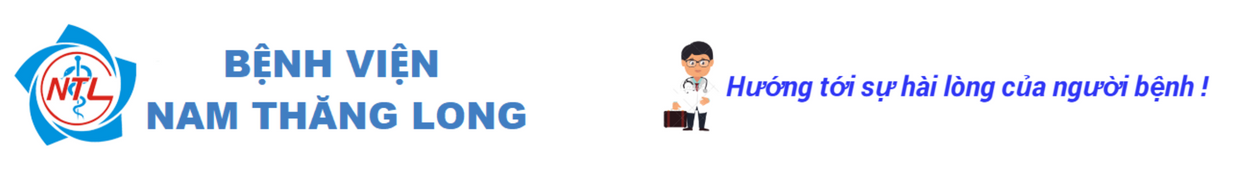 NTL
BỆNH VIỆN
NAM THĂNG LONG
Hướng tới sự hài lòng của người bệnh !